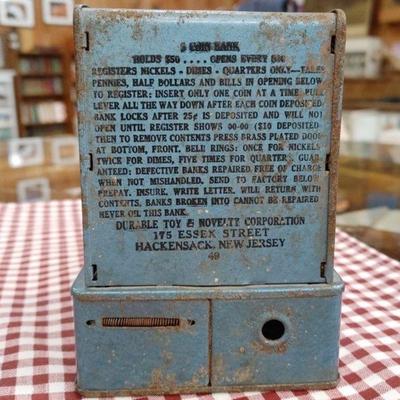 3 COIN BANK
HOLDS $50 .... OPENS EVERY $10
REGISTERS NICKELS - DIMES - QUARTERS ONLY—TAKES
PENNIES, HALF DOLLARS AND BILLS IN OPENING BELOW
TO REGISTER: INSERT ONLY ONE COIN AT A TIME. PULL
LEVER ALL THE WAY DOWN AFTER EACH COIN DEPOSITED
BANK LOCKS AFTER 25¢ IS DEPOSITED AND WILL NOT
OPEN UNTIL REGISTER SHOWS 00-00 ($10 DEPOSITED
THEN TO REMOVE CONTENTS PRESS BRASS PLATED DOOR
AT BOTTOM, FRONT. BELL RINGS: ONCE FOR NICKELS
TWICE FOR DIMES, FIVE TIMES FOR QUARTERS. GUAR
ANTEED: DEFECTIVE BANKS REPAIRED FREE OF CHARGE
WHEN NOT MISHANDLED. SEND TO FACTORY BELOW
PREPAY. INSURE. WRITE LETTER. WILL RETURN WITH
CONTENTS. BANKS BROKEN INTO CANNOT BE REPAIRED
NEVER OIL THIS BANK.
DURABLE TOY & NOVELTY CORPORATION
175 ESSEX STREET
HACKENSACK, NEW JERSEY
49